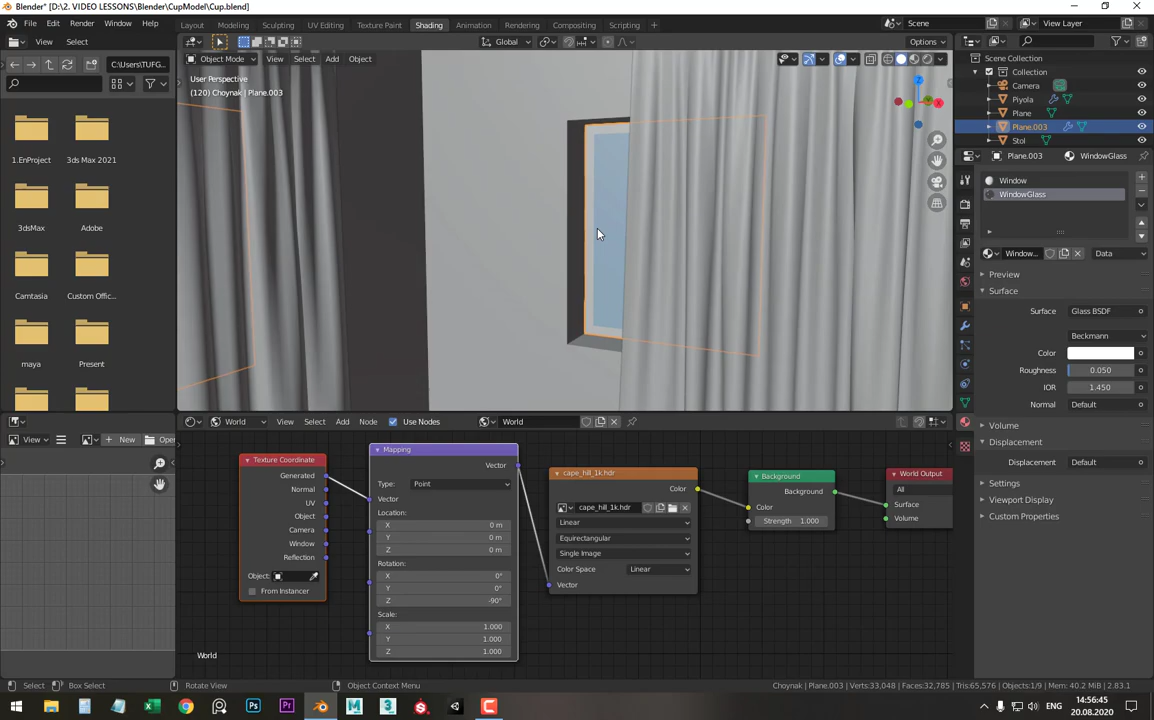 Blender* [D:\2. VIDEO LESSONS\Blender\CupModel\Cup.blend]
File Edit Render Window Help
Layout Modeling Sculpting UV Editing Texture Paint Shading Animation Rendering Compositing Scripting +
Scene
View Layer
View Select
Global
Options
C:\Users\TUFG...
Object Mode View Select Add Object
User Perspective
(120) Choynak | Plane.003
1.EnProject
3ds Max 2021
3dsMax
Adobe
Camtasia
Custom Offic...
maya
Present
Scene Collection
Collection
Camera
Piyola
Plane
Plane.003
Stol
Plane.003
WindowGlass
Window
WindowGlass
Window...
Data
Preview
Surface
Surface
Glass BSDF
Beckmann
Color
Roughness
0.050
IOR
1.450
Normal
Default
Volume
Displacement
Displacement
Default
Settings
Viewport Display
Custom Properties
View
New
Open
World View Select Add Node Use Nodes World
Texture Coordinate
Generated
Normal
UV
Object
Camera
Window
Reflection
Object:
From Instancer
Mapping
Vector
Type: Point
Vector
Location:
X 0 m
Y 0 m
Z 0 m
Rotation:
X 0°
Y 0°
Z -90°
Scale:
X 1.000
Y 1.000
Z 1.000
cape_hill_1k.hdr
Color
cape_hill_1k.hdr
Linear
Equirectangular
Single Image
Color Space Linear
Vector
Background
Background
Color
Strength 1.000
World Output
All
Surface
Volume
World
Select Box Select Rotate View Object Context Menu
Choynak | Plane.003 | Verts:33,048 | Faces:32,785 | Tris:65,576 | Objects:1/9 | Mem: 40.2 MiB | 2.83.1
ENG
14:56:45
20.08.2020